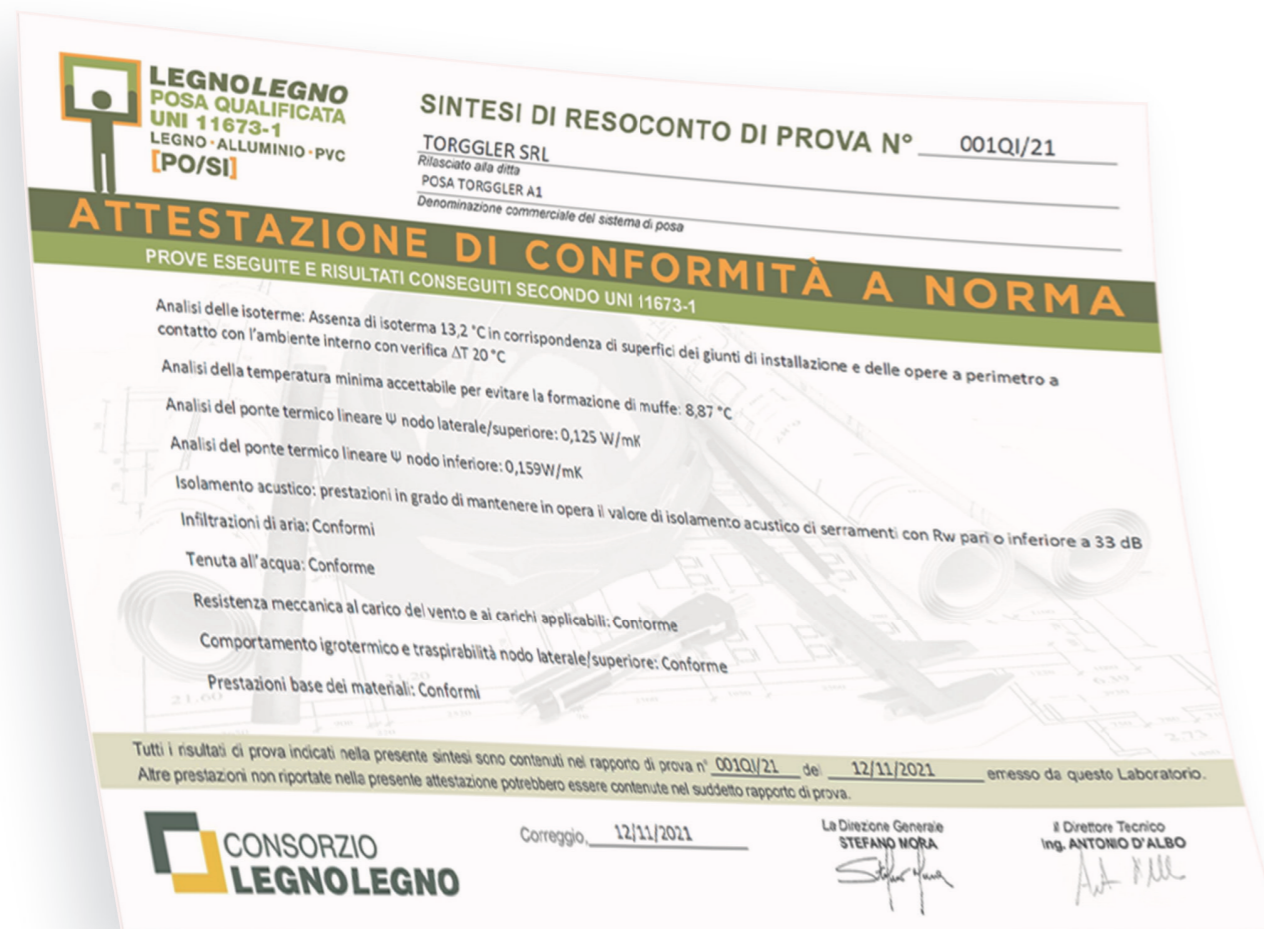 LEGNOLEGNO
POSA QUALIFICATA
UNI 11673-1
LEGNO·ALLUMINIO·PVC
[PO/SI]
SINTESI DI RESOCONTO DI PROVA N° 001QI/21
TORGGLER SRL
Rilasciato alla ditta
POSA TORGGLER A1
Denominazione commerciale del sistema di posa
ATTESTAZIONE DI CONFORMITÀ A NORMA
PROVE ESEGUITE E RISULTATI CONSEGUITI SECONDO UNI 11673-1
Analisi delle isoterme: Assenza di isoterma 13,2 °C in corrispondenza di superfici dei giunti di installazione e delle opere a perimetro a
contatto con l'ambiente interno con verifica ΔT 20 °C
Analisi della temperatura minima accettabile per evitare la formazione di muffe: 8,87 °C
Analisi del ponte termico lineare Ψ nodo laterale/superiore: 0,125 W/mK
Analisi del ponte termico lineare Ψ nodo inferiore: 0,159W/mK
Isolamento acustico: prestazioni in grado di mantenere in opera il valore di isolamento acustico di serramenti con Rw pari o inferiore a 33 dB
Infiltrazioni di aria: Conformi
Tenuta all'acqua: Conforme
Resistenza meccanica al carico del vento e ai carichi applicabili: Conforme
Comportamento igrotermico e traspirabilità nodo laterale/superiore: Conforme
Prestazioni base dei materiali: Conformi
21.60
21.20
6.30
2.73
Tutti i risultati di prova indicati nella presente sintesi sono contenuti nel rapporto di prova n° 001QI/21 del 12/11/2021 emesso da questo Laboratorio.
Altre prestazioni non riportate nella presente attestazione potrebbero essere contenute nel suddetto rapporto di prova.
CONSORZIO
LEGNOLEGNO
Correggio, 12/11/2021
La Direzione Generale
STEFANO MORA
Il Direttore Tecnico
Ing. ANTONIO D'ALBO